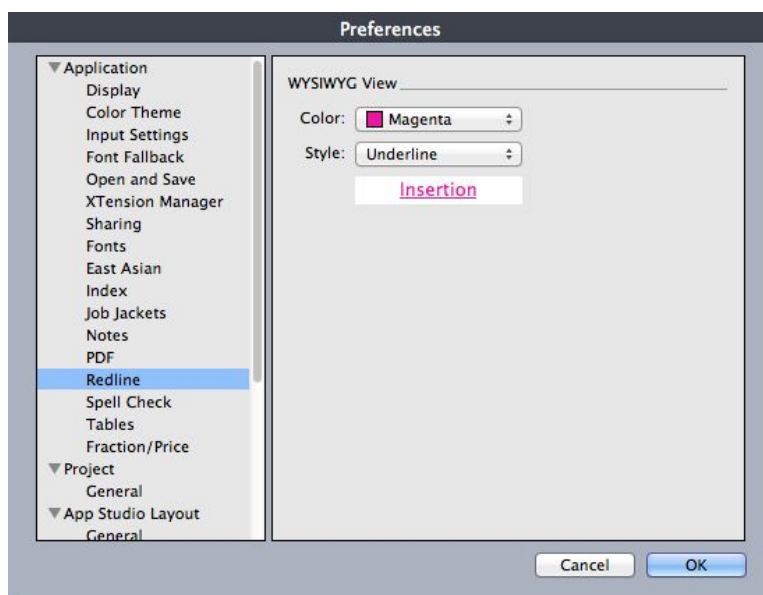 Preferences
Application
Display
Color Theme
Input Settings
Font Fallback
Open and Save
XTension Manager
Sharing
Fonts
East Asian
Index
Job Jackets
Notes
PDF
Redline
Spell Check
Tables
Fraction/Price
Project
General
App Studio Layout
General
WYSIWYG View
Color: Magenta
Style: Underline
Insertion
Cancel OK